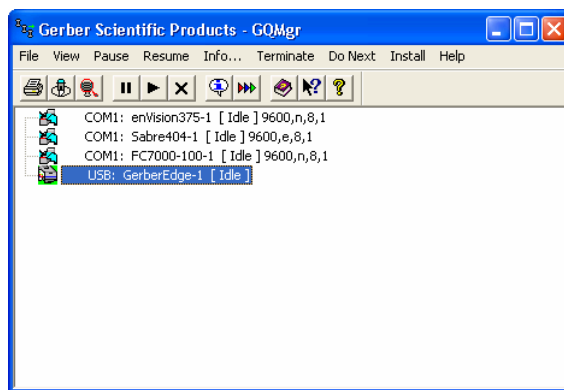 Gerber Scientific Products - GQMgr
File View Pause Resume Info... Terminate Do Next Install Help
COM1: enVision375-1 [ Idle ] 9600,n,8,1
COM1: Sabre404-1 [ Idle ] 9600,e,8,1
COM1: FC7000-100-1 [ Idle ] 9600,n,8,1
USB: GerberEdge-1 [ Idle ]